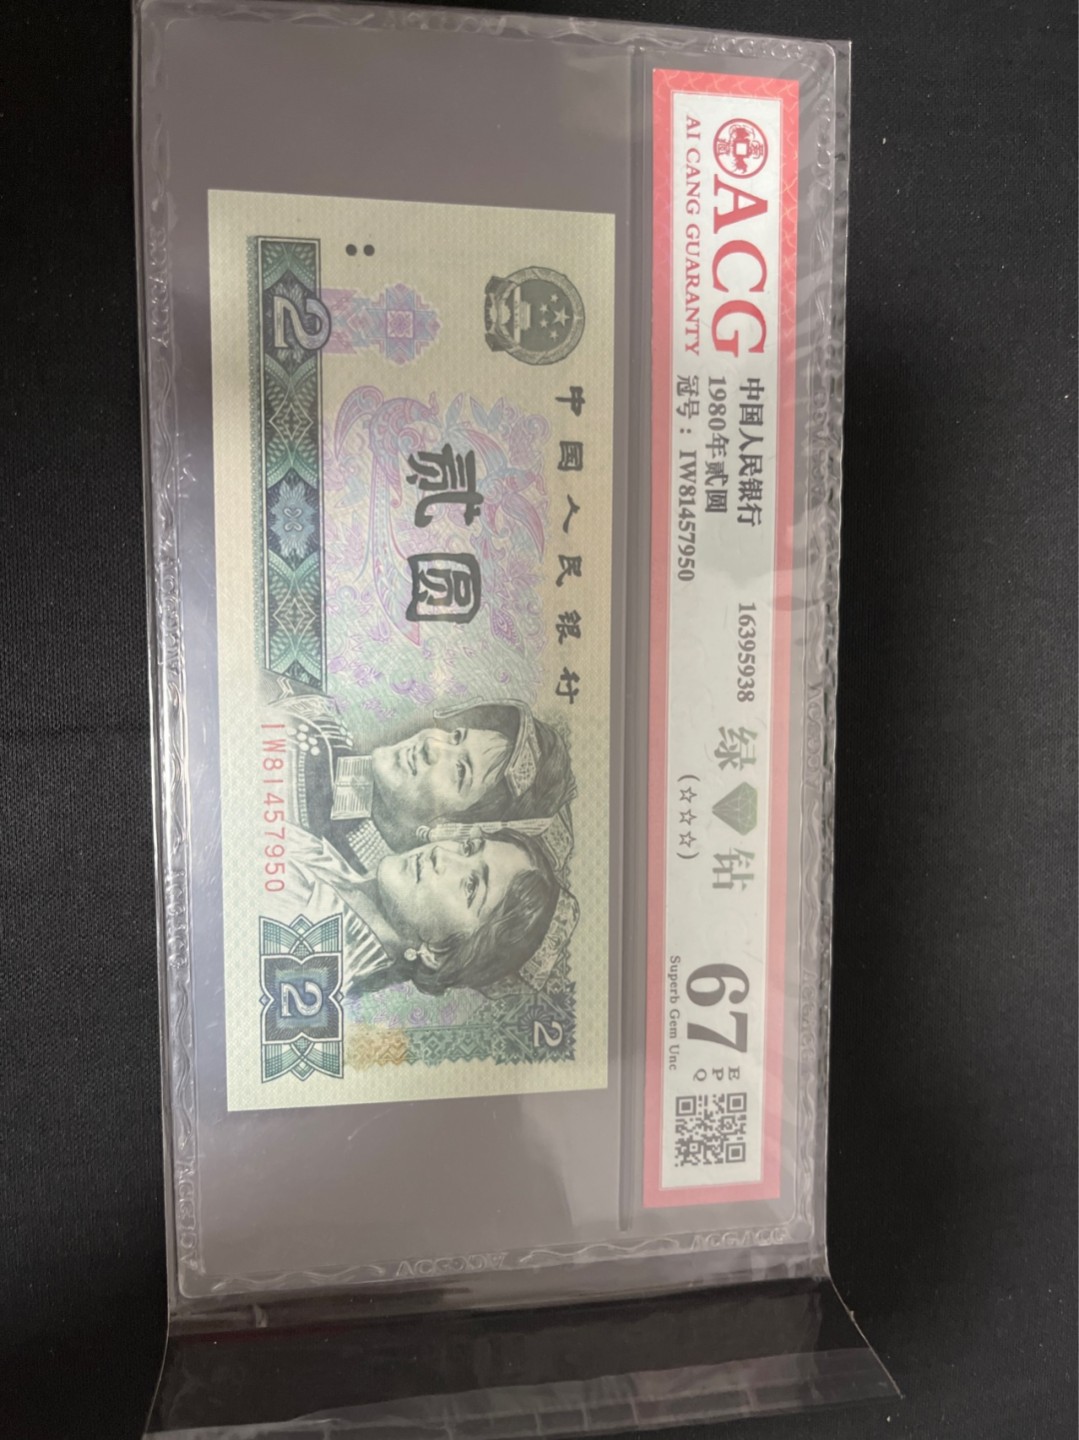 ACG
AI CANG GUARANTY
中国人民银行
1980年贰圆
冠号：IW81457950
16395938
绿 钻
(☆☆☆)
67
EPQ
Superb Gem Unc
中国人民银行
贰圆
2
IW81457950
2
2